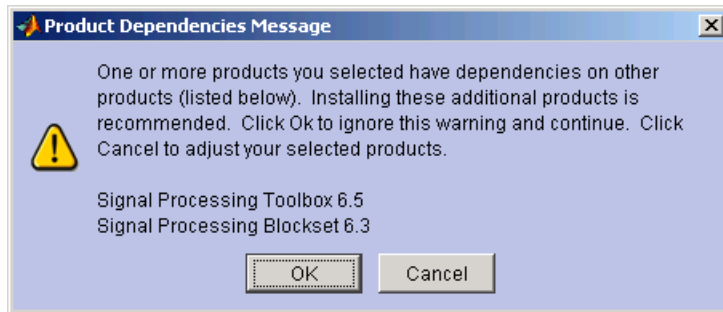 Product Dependencies Message
One or more products you selected have dependencies on other
products (listed below). Installing these additional products is
recommended. Click Ok to ignore this warning and continue. Click
Cancel to adjust your selected products.
Signal Processing Toolbox 6.5
Signal Processing Blockset 6.3
OK Cancel